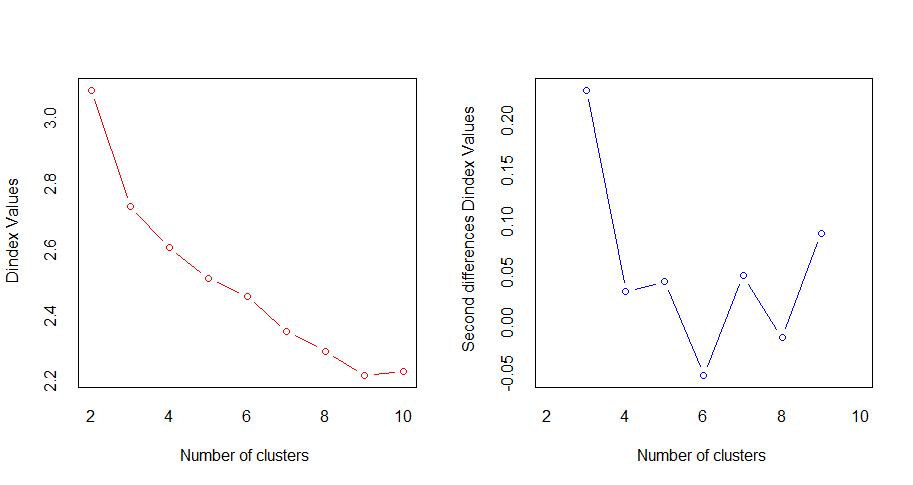 Dindex Values
3.0
2.8
2.6
2.4
2.2
2 4 6 8 10
Number of clusters
Second differences Dindex Values
0.20
0.15
0.10
0.05
0.00
-0.05
2 4 6 8 10
Number of clusters